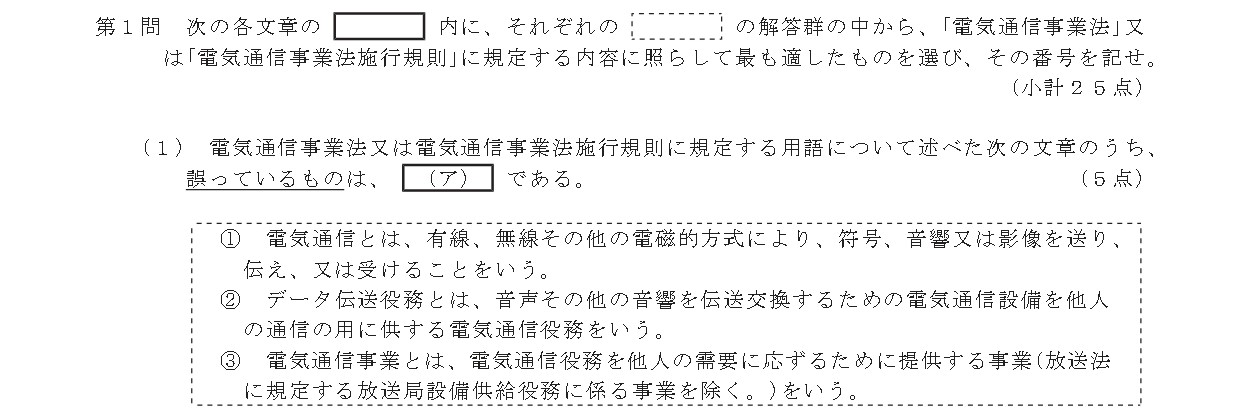 第１問　次の各文章の　　　　内に、それぞれの　　　　の解答群の中から、｢電気通信事業法｣又
は｢電気通信事業法施行規則｣に規定する内容に照らして最も適したものを選び、その番号を記せ。
（小計２５点）
（１）　電気通信事業法又は電気通信事業法施行規則に規定する用語について述べた次の文章のうち、
誤っているものは、（ア）である。　（５点）
①　電気通信とは、有線、無線その他の電磁的方式により、符号、音響又は影像を送り、
伝え、又は受けることをいう。
②　データ伝送役務とは、音声その他の音響を伝送交換するための電気通信設備を他人
の通信の用に供する電気通信役務をいう。
③　電気通信事業とは、電気通信役務を他人の需要に応ずるために提供する事業(放送法
に規定する放送局設備供給役務に係る事業を除く。)をいう。